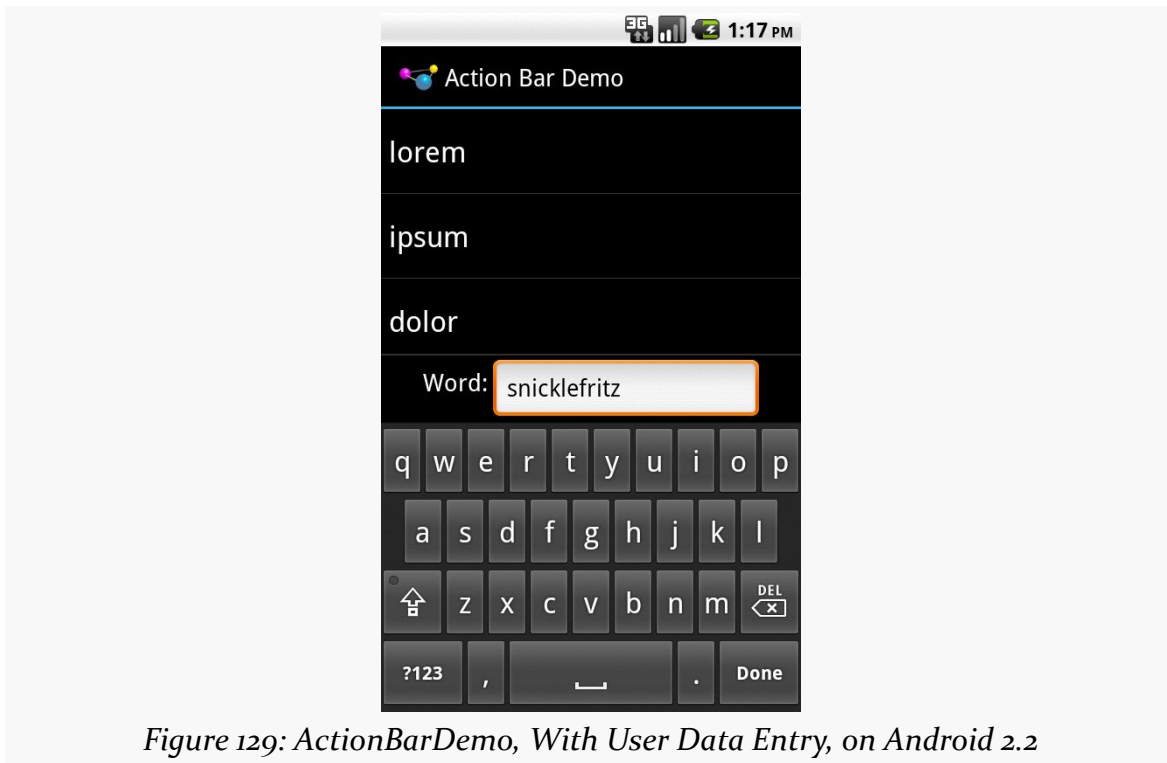 3G 1:17 PM
Action Bar Demo
lorem
ipsum
dolor
Word: snicklefritz
q w e r t y u i o p
a s d f g h j k l
z x c v b n m DEL
?123 , . Done
Figure 129: ActionBarDemo, With User Data Entry, on Android 2.2